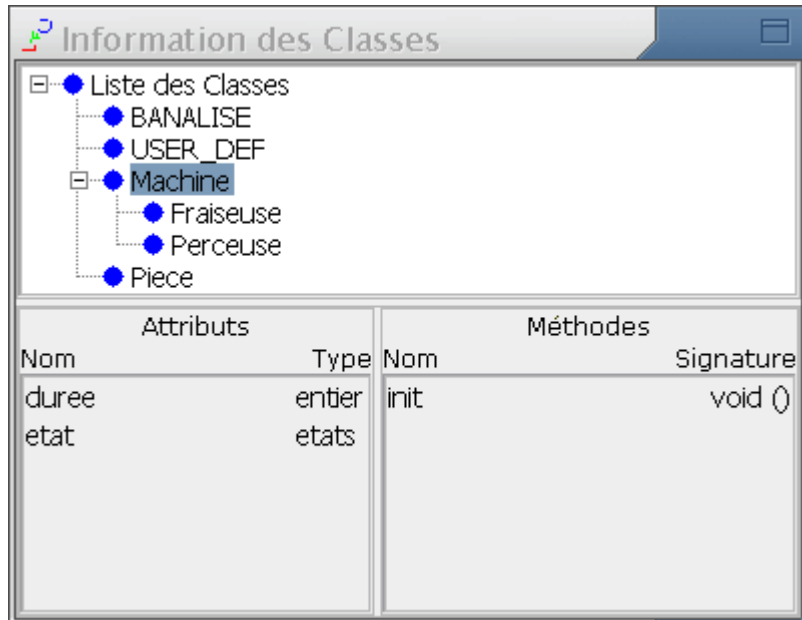 Information des Classes
Liste des Classes
BANALISE
USER_DEF
Machine
Fraiseuse
Perceuse
Piece
Attributs
Nom Type
duree entier
etat etats
Méthodes
Nom Signature
init void ()